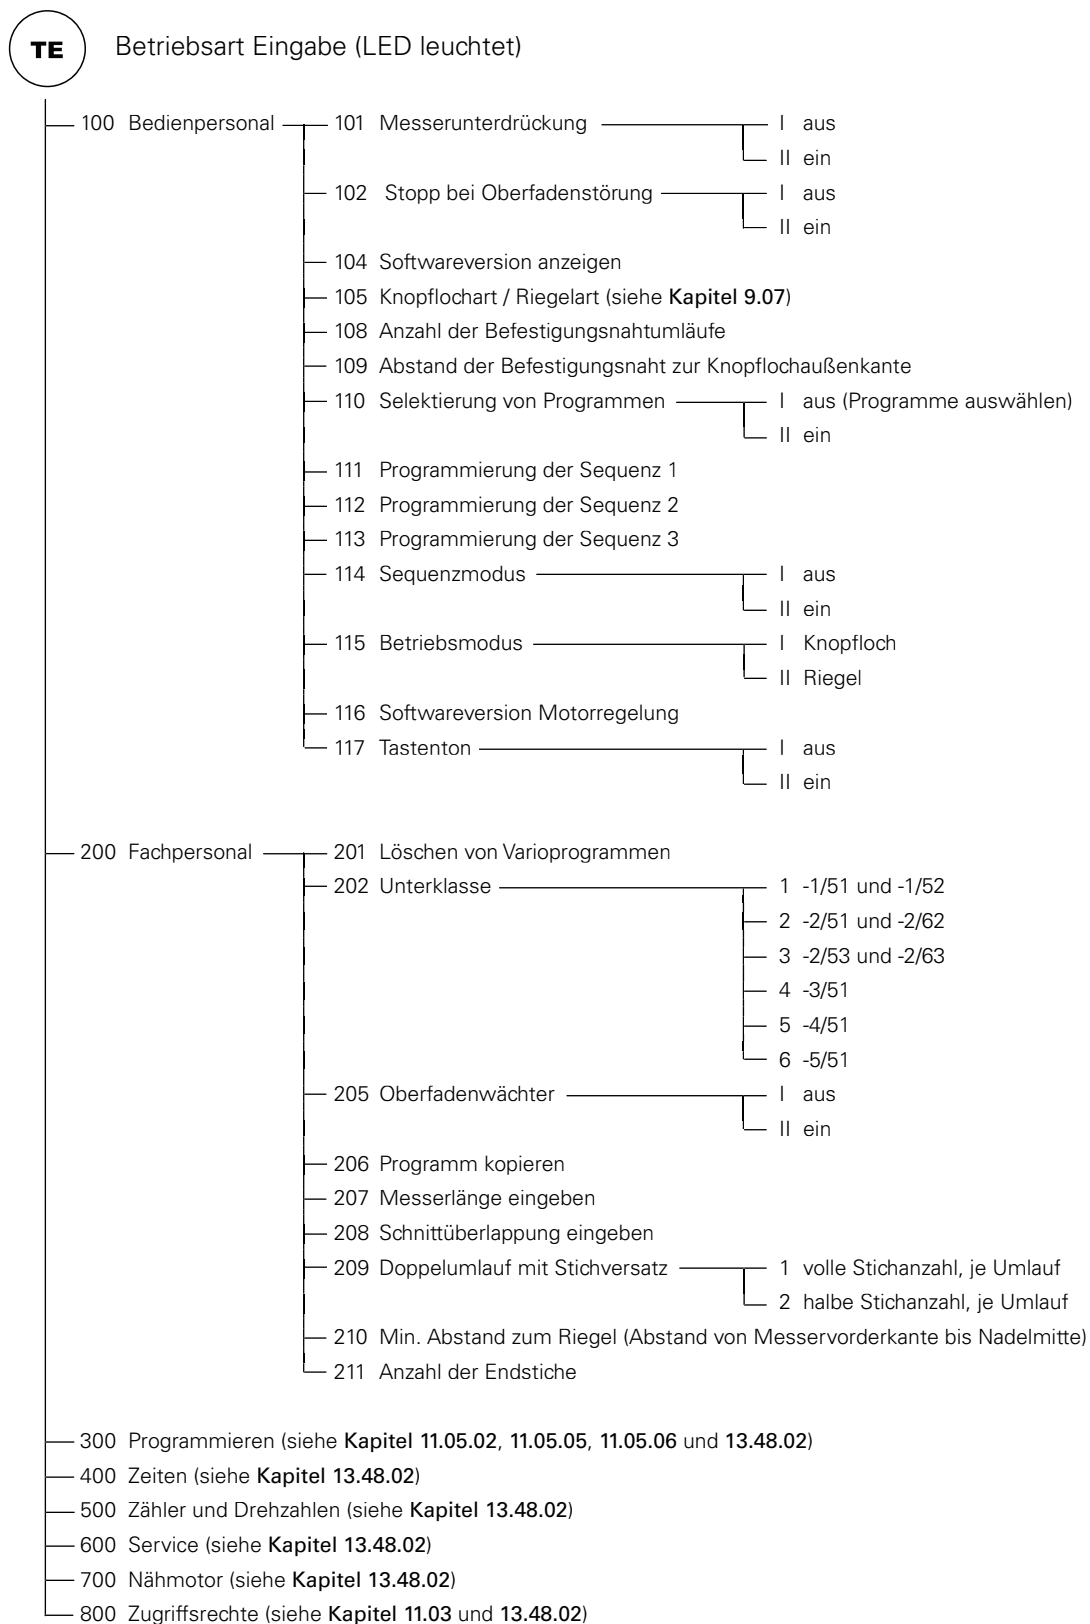 TE Betriebsart Eingabe (LED leuchtet)
100 Bedienpersonal 101 Messerunterdrückung I aus
II ein
102 Stopp bei Oberfadenstörung I aus
II ein
104 Softwareversion anzeigen
105 Knopflochart / Riegelart (siehe Kapitel 9.07)
108 Anzahl der Befestigungsnahtumläufe
109 Abstand der Befestigungsnaht zur Knopflochaußenkante
110 Selektierung von Programmen I aus (Programme auswählen)
II ein
111 Programmierung der Sequenz 1
112 Programmierung der Sequenz 2
113 Programmierung der Sequenz 3
114 Sequenzmodus I aus
II ein
115 Betriebsmodus I Knopfloch
II Riegel
116 Softwareversion Motorregelung
117 Tastenton I aus
II ein
200 Fachpersonal 201 Löschen von Varioprogrammen
202 Unterklasse 1 -1/51 und -1/52
2 -2/51 und -2/62
3 -2/53 und -2/63
4 -3/51
5 -4/51
6 -5/51
205 Oberfadenwächter I aus
II ein
206 Programm kopieren
207 Messerlänge eingeben
208 Schnittüberlappung eingeben
209 Doppelumlauf mit Stichversatz 1 volle Stichanzahl, je Umlauf
2 halbe Stichanzahl, je Umlauf
210 Min. Abstand zum Riegel (Abstand von Messervorderkante bis Nadelmitte)
211 Anzahl der Endstiche
300 Programmieren (siehe Kapitel 11.05.02, 11.05.05, 11.05.06 und 13.48.02)
400 Zeiten (siehe Kapitel 13.48.02)
500 Zähler und Drehzahlen (siehe Kapitel 13.48.02)
600 Service (siehe Kapitel 13.48.02)
700 Nähmotor (siehe Kapitel 13.48.02)
800 Zugriffsrechte (siehe Kapitel 11.03 und 13.48.02)